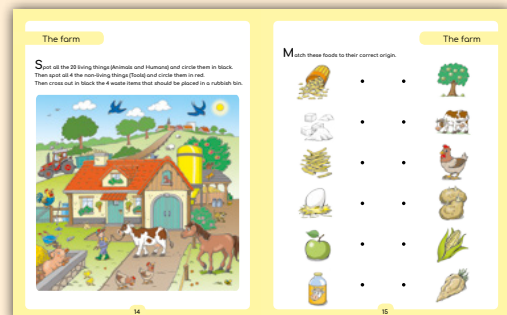 The farm
Spot all the 20 living things (Animals and Humans) and circle them in black.
Then spot all 4 the non-living things (Tools) and circle them in red.
Then cross out in black the 4 waste items that should be placed in a rubbish bin.
14
The farm
Match these foods to their correct origin.
15